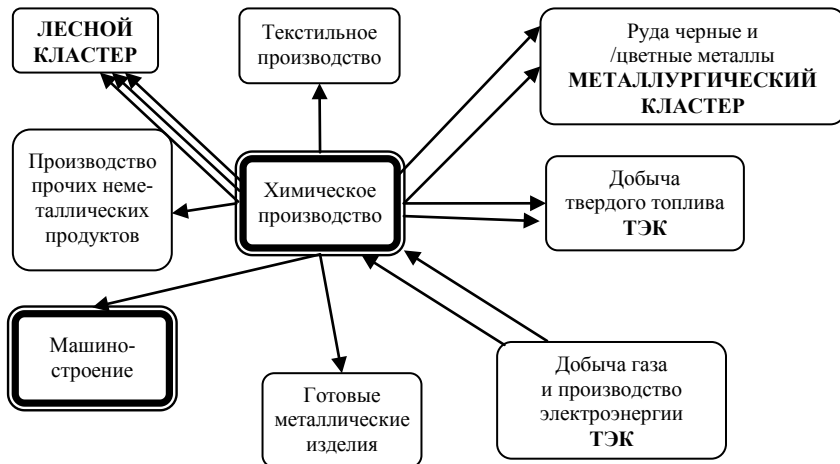 ЛЕСНОЙ
КЛАСТЕР
Текстильное
производство
Руда черные и
/цветные металлы
МЕТАЛЛУРГИЧЕСКИЙ
КЛАСТЕР
Производство
прочих неме-
таллических
продуктов
Химическое
производство
Добыча
твердого топлива
ТЭК
Машино-
строение
Готовые
металлические
изделия
Добыча газа
и производство
электроэнергии
ТЭК